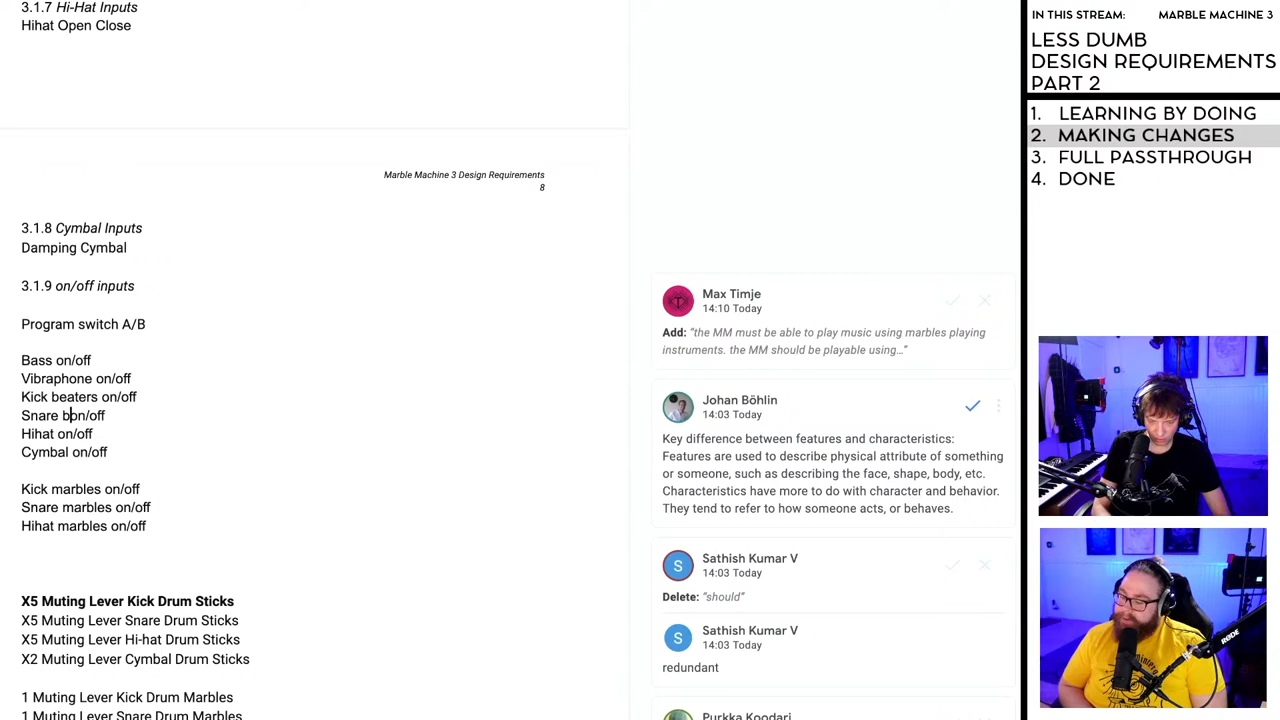 3.1.7 Hi-Hat Inputs
Hihat Open Close
Marble Machine 3 Design Requirements
8
3.1.8 Cymbal Inputs
Damping Cymbal
3.1.9 on/off inputs
Program switch A/B
Bass on/off
Vibraphone on/off
Kick beaters on/off
Snare bon/off
Hihat on/off
Cymbal on/off
Kick marbles on/off
Snare marbles on/off
Hihat marbles on/off
X5 Muting Lever Kick Drum Sticks
X5 Muting Lever Snare Drum Sticks
X5 Muting Lever Hi-hat Drum Sticks
X2 Muting Lever Cymbal Drum Sticks
1 Muting Lever Kick Drum Marbles
1 Muting Lever Snare Drum Marbles
Max Timje
14:10 Today
Add: “the MM must be able to play music using marbles playing
instruments. the MM should be playable using…”
Johan Böhlin
14:03 Today
Key difference between features and characteristics:
Features are used to describe physical attribute of something
or someone, such as describing the face, shape, body, etc.
Characteristics have more to do with character and behavior.
They tend to refer to how someone acts, or behaves.
S
Sathish Kumar V
14:03 Today
Delete: “should”
S
Sathish Kumar V
14:03 Today
redundant
Purkka Koodari
IN THIS STREAM: MARBLE MACHINE 3
LESS DUMB
DESIGN REQUIREMENTS
PART 2
1. LEARNING BY DOING
2. MAKING CHANGES
3. FULL PASSTHROUGH
4. DONE
RODE